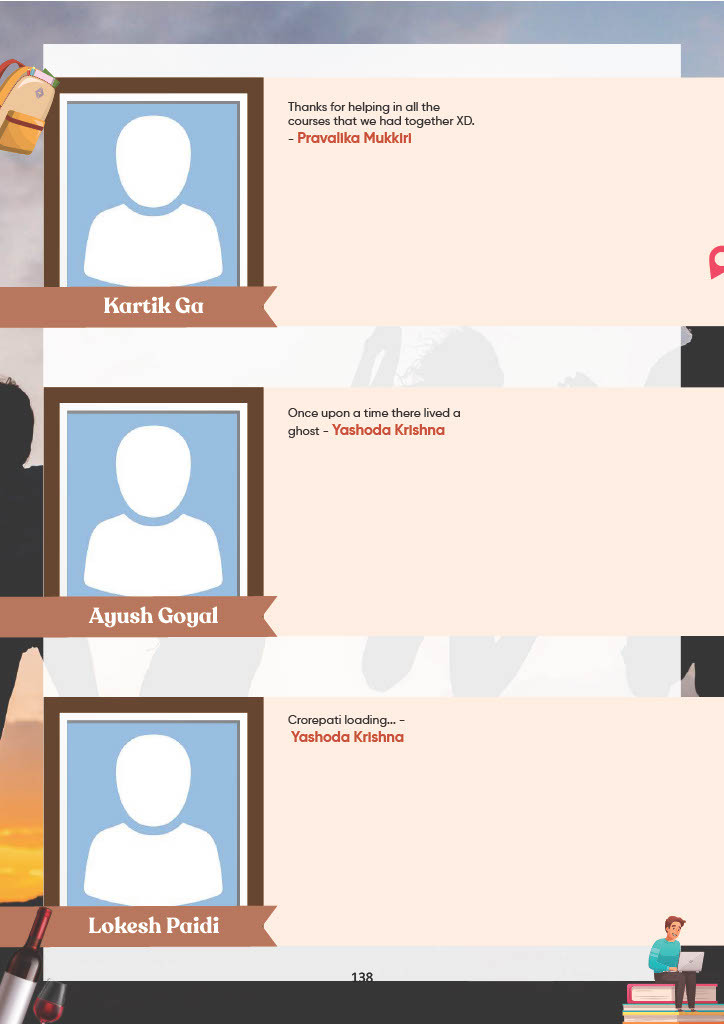 Thanks for helping in all the
courses that we had together XD.
- Pravalika Mukkiri
Kartik Ga
Once upon a time there lived a
ghost - Yashoda Krishna
Ayush Goyal
Crorepati loading... -
Yashoda Krishna
Lokesh Paidi
138